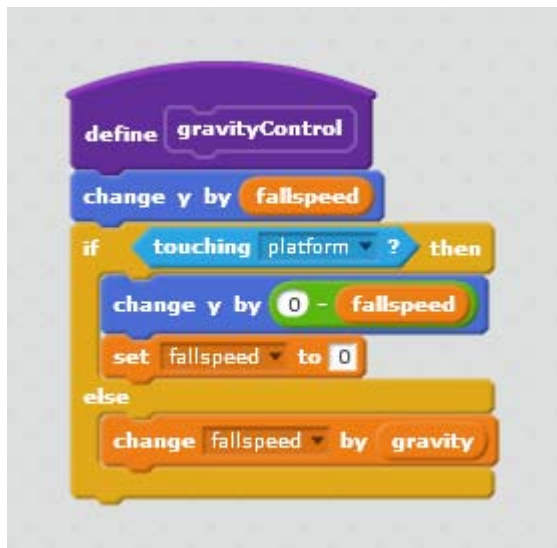 define gravityControl
change y by fallspeed
if touching platform ? then
change y by 0 - fallspeed
set fallspeed to 0
else
change fallspeed by gravity